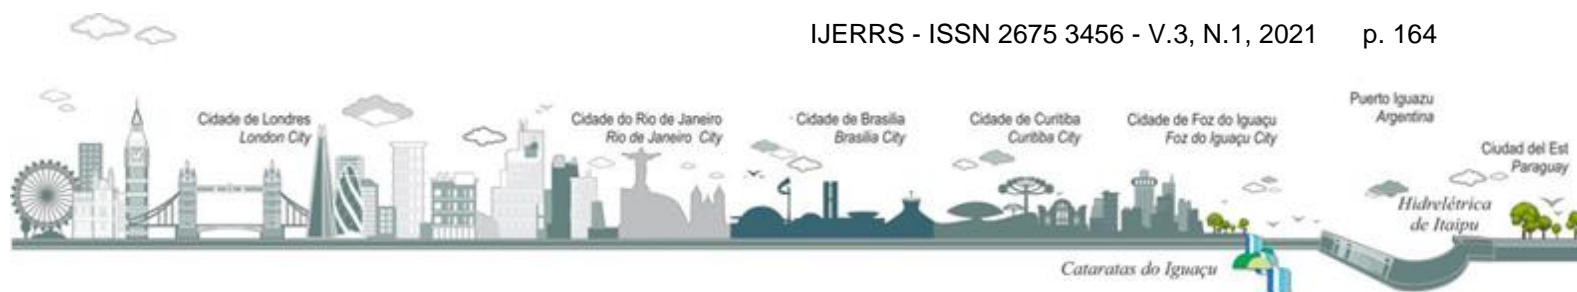 IJERRS - ISSN 2675 3456 - V.3, N.1, 2021 p. 164
Cidade de Londres
London City
Cidade do Rio de Janeiro
Rio de Janeiro City
Cidade de Brasilia
Brasilia City
Cidade de Curitiba
Curitiba City
Cidade de Foz do Iguaçu
Foz do Iguaçu City
Puerto Iguazu
Argentina
Ciudad del Est
Paraguay
Hidrelétrica
de Itaipu
Cataratas do Iguaçu